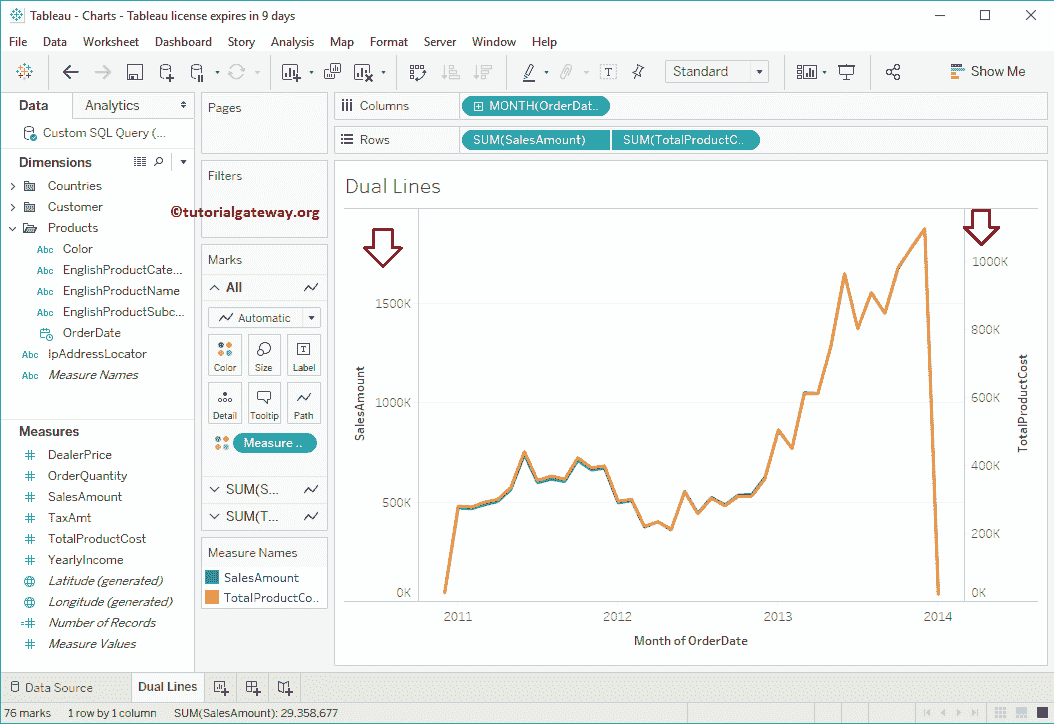 Tableau - Charts - Tableau license expires in 9 days
File Data Worksheet Dashboard Story Analysis Map Format Server Window Help
Standard
Show Me
Data Analytics
Custom SQL Query (...
Dimensions
Countries
Customer
Products
Abc Color
Abc EnglishProductCate...
Abc EnglishProductName
Abc EnglishProductSubc...
OrderDate
Abc IpAddressLocator
Abc Measure Names
Measures
DealerPrice
OrderQuantity
SalesAmount
TaxAmt
TotalProductCost
YearlyIncome
Latitude (generated)
Longitude (generated)
Number of Records
Measure Values
Pages
Filters
©tutorialgateway.org
Marks
All
Automatic
Color Size Label
Detail Tooltip Path
Measure ..
SUM(S...
SUM(T...
Measure Names
SalesAmount
TotalProductCo..
Columns MONTH(OrderDat..
Rows SUM(SalesAmount) SUM(TotalProductC..
Dual Lines
SalesAmount
1500K
1000K
500K
0K
1000K
800K
600K
400K
200K
0K
TotalProductCost
2011 2012 2013 2014
Month of OrderDate
Data Source Dual Lines
76 marks 1 row by 1 column SUM(SalesAmount): 29,358,677